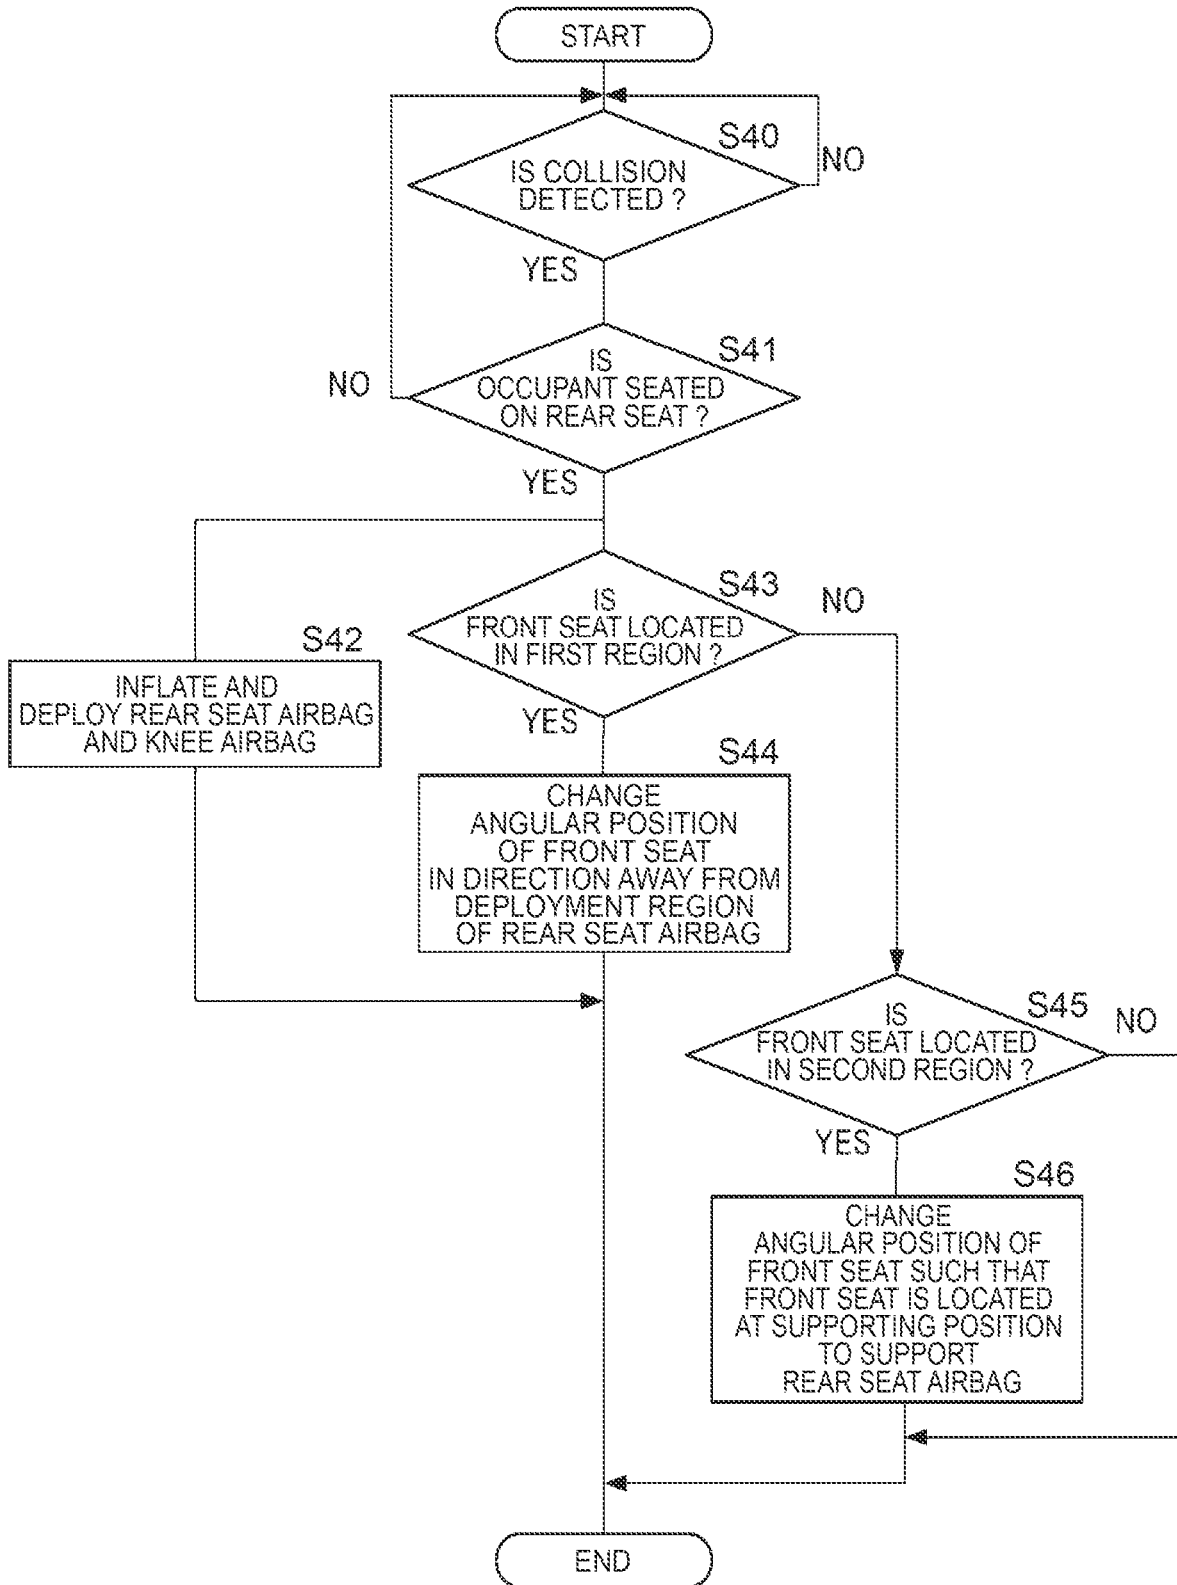 START
S40
NO
IS COLLISION
DETECTED ?
YES
S41
NO
IS
OCCUPANT SEATED
ON REAR SEAT ?
YES
S43
NO
IS
FRONT SEAT LOCATED
IN FIRST REGION ?
YES
S42
INFLATE AND
DEPLOY REAR SEAT AIRBAG
AND KNEE AIRBAG
S44
CHANGE
ANGULAR POSITION
OF FRONT SEAT
IN DIRECTION AWAY FROM
DEPLOYMENT REGION
OF REAR SEAT AIRBAG
S45
NO
IS
FRONT SEAT LOCATED
IN SECOND REGION ?
YES
S46
CHANGE
ANGULAR POSITION OF
FRONT SEAT SUCH THAT
FRONT SEAT IS LOCATED
AT SUPPORTING POSITION
TO SUPPORT
REAR SEAT AIRBAG
END